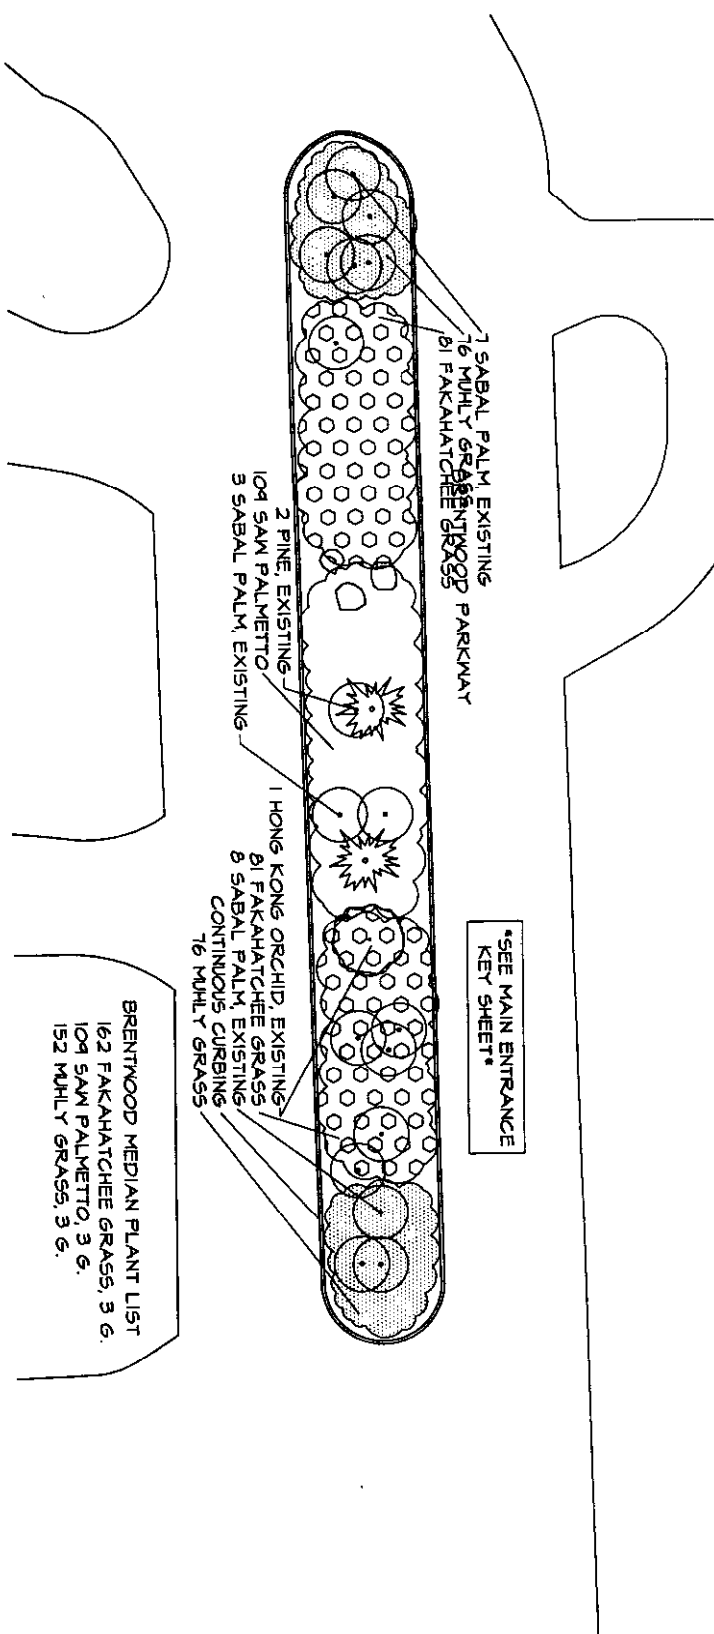 7 SABAL PALM, EXISTING
76 MUHLY GRASS
81 FAKAHATCHEE GRASS
BRENTWOOD PARKWAY
2 PINE, EXISTING
109 SAW PALMETTO
3 SABAL PALM, EXISTING
1 HONG KONG ORCHID, EXISTING
81 FAKAHATCHEE GRASS
8 SABAL PALM, EXISTING
CONTINUOUS CURBING
76 MUHLY GRASS
*SEE MAIN ENTRANCE
KEY SHEET*
BRENTWOOD MEDIAN PLANT LIST
162 FAKAHATCHEE GRASS, 3 G.
109 SAW PALMETTO, 3 G.
152 MUHLY GRASS, 3 G.